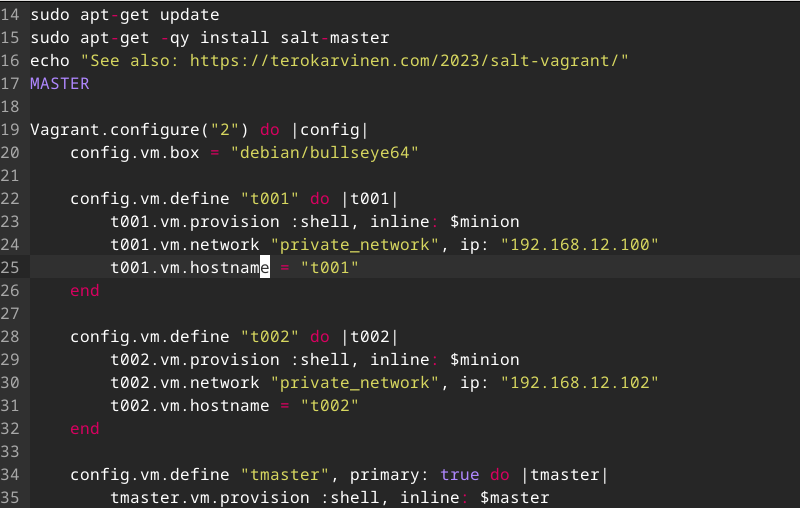 14 sudo apt-get update
15 sudo apt-get -qy install salt-master
16 echo "See also: https://terokarvinen.com/2023/salt-vagrant/"
17 MASTER
18
19 Vagrant.configure("2") do |config|
20     config.vm.box = "debian/bullseye64"
21
22     config.vm.define "t001" do |t001|
23         t001.vm.provision :shell, inline: $minion
24         t001.vm.network "private_network", ip: "192.168.12.100"
25         t001.vm.hostname = "t001"
26     end
27
28     config.vm.define "t002" do |t002|
29         t002.vm.provision :shell, inline: $minion
30         t002.vm.network "private_network", ip: "192.168.12.102"
31         t002.vm.hostname = "t002"
32     end
33
34     config.vm.define "tmaster", primary: true do |tmaster|
35         tmaster.vm.provision :shell, inline: $master